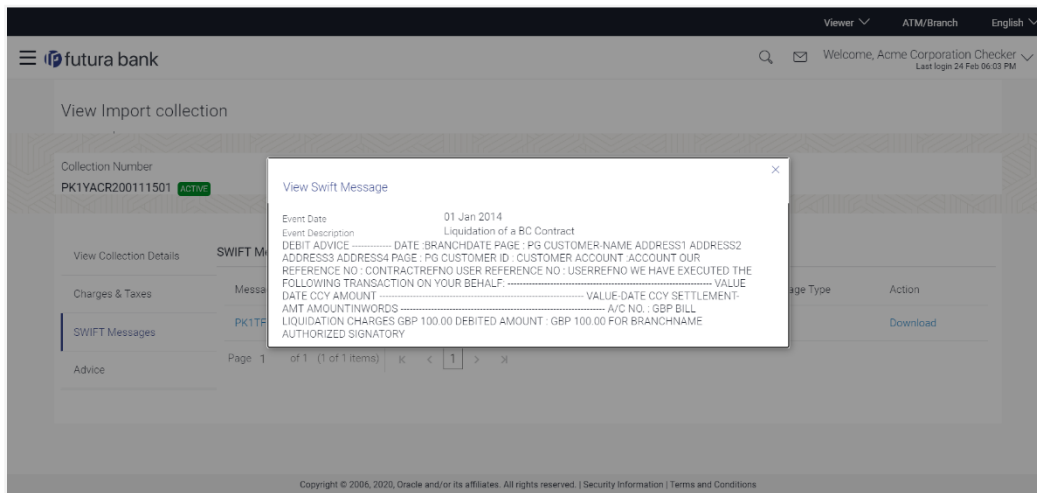 Viewer ATM/Branch English
futura bank Welcome, Acme Corporation Checker
Last login 24 Feb 06:03 PM
View Import collection
Collection Number
PK1YACR200111501 ACTIVE
View Swift Message
Event Date 01 Jan 2014
Event Description Liquidation of a BC Contract
DEBIT ADVICE ------------ DATE :BRANCHDATE PAGE : PG CUSTOMER-NAME ADDRESS1 ADDRESS2
ADDRESS3 ADDRESS4 PAGE : PG CUSTOMER ID : CUSTOMER ACCOUNT :ACCOUNT OUR
REFERENCE NO : CONTRACTREFNO USER REFERENCE NO : USERREFNO WE HAVE EXECUTED THE
FOLLOWING TRANSACTION ON YOUR BEHALF: ------------------------------------------------------------ VALUE
DATE CCY AMOUNT ------------------------------------------------------------ VALUE-DATE CCY SETTLEMENT-
AMT AMOUNTINWORDS ------------------------------------------------------------ A/C NO. : GBP BILL
LIQUIDATION CHARGES GBP 100.00 DEBITED AMOUNT : GBP 100.00 FOR BRANCHNAME
AUTHORIZED SIGNATORY
View Collection Details
Charges & Taxes
SWIFT Messages
Advice
SWIFT
Type Action
Download
Page 1 of 1 (1 of 1 items) 1
Copyright © 2006, 2020, Oracle and/or its affiliates. All rights reserved. | Security Information | Terms and Conditions